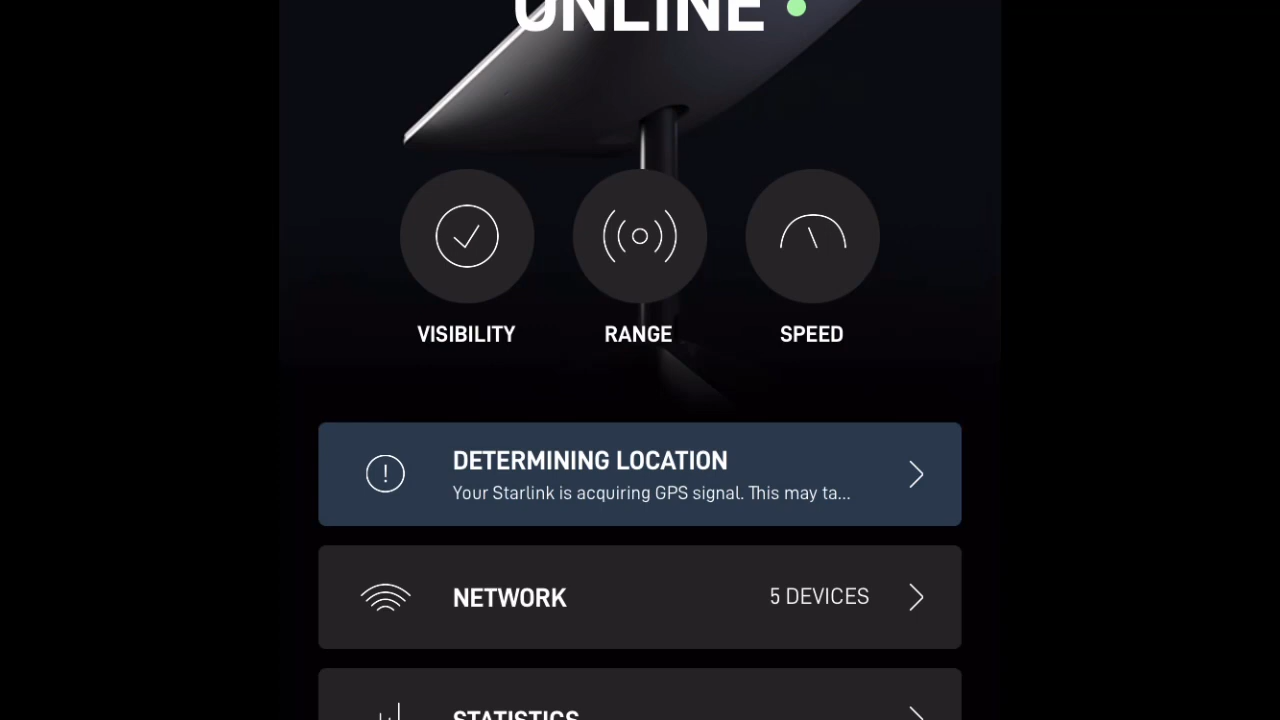 ONLINE
VISIBILITY
RANGE
SPEED
DETERMINING LOCATION
Your Starlink is acquiring GPS signal. This may ta...
NETWORK
5 DEVICES
STATISTICS